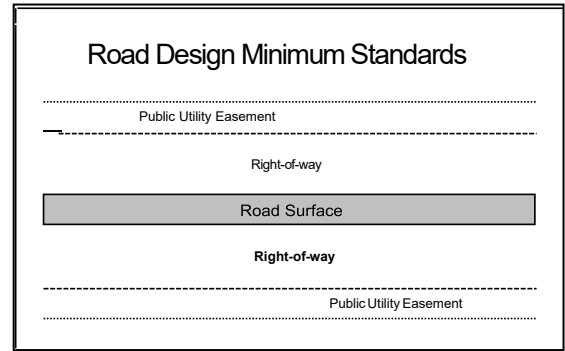 Road Design Minimum Standards
Public Utility Easement
Right-of-way
Road Surface
Right-of-way
Public Utility Easement